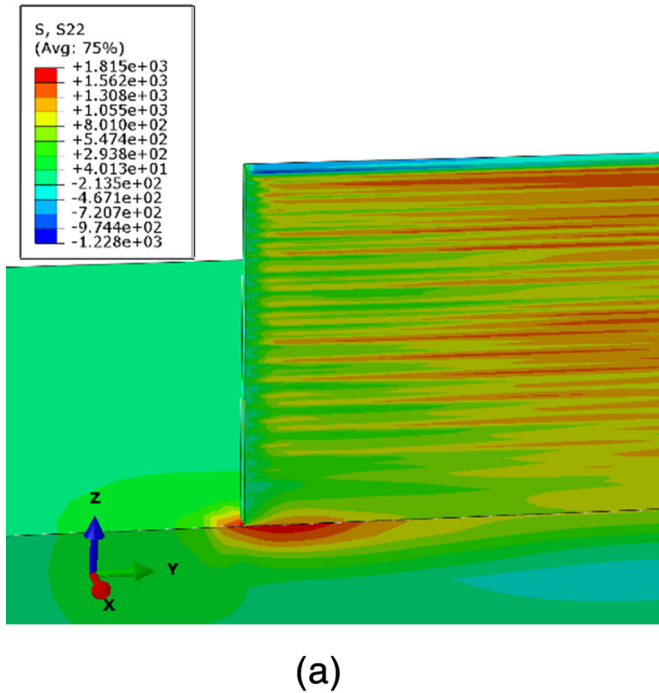 S, S22
(Avg: 75%)
+1.815e+03
+1.562e+03
+1.308e+03
+1.055e+03
+8.010e+02
+5.474e+02
+2.938e+02
+4.013e+01
-2.135e+02
-4.671e+02
-7.207e+02
-9.744e+02
-1.228e+03
Z
Y
X
(a)